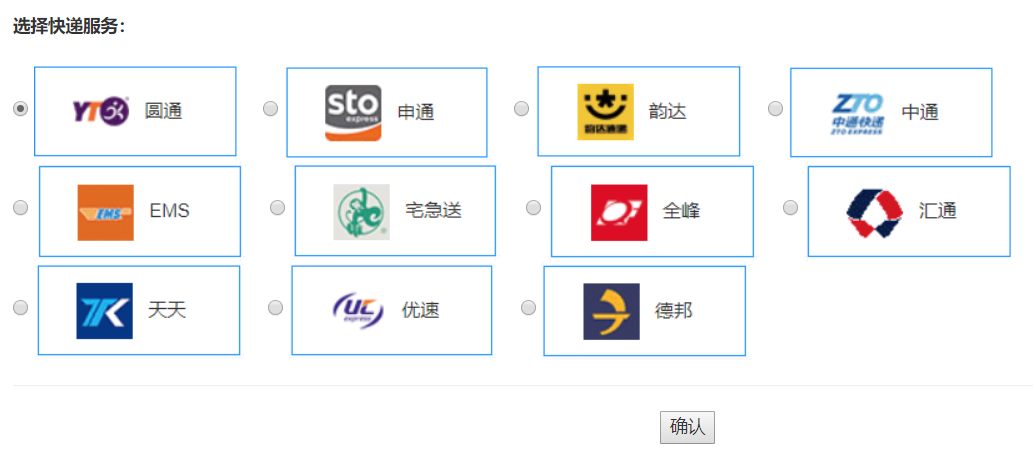 选择快递服务：
YTO 圆通
sto express 申通
韵达速递 韵达
ZTO 中通快递 ZTO EXPRESS 中通
EMS EMS
宅急送
全峰
汇通
天天
UC express 优速
德邦
确认